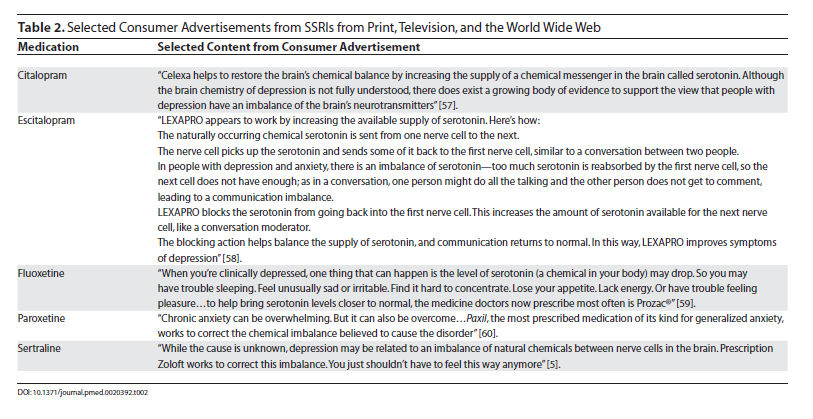 Table 2. Selected Consumer Advertisements from SSRIs from Print, Television, and the World Wide Web
Medication Selected Content from Consumer Advertisement
Citalopram "Celexa helps to restore the brain's chemical balance by increasing the supply of a chemical messenger in the brain called serotonin. Although
the brain chemistry of depression is not fully understood, there does exist a growing body of evidence to support the view that people with
depression have an imbalance of the brain's neurotransmitters" [57].
Escitalopram "LEXAPRO appears to work by increasing the available supply of serotonin. Here's how:
The naturally occurring chemical serotonin is sent from one nerve cell to the next.
The nerve cell picks up the serotonin and sends some of it back to the first nerve cell, similar to a conversation between two people.
In people with depression and anxiety, there is an imbalance of serotonin—too much serotonin is reabsorbed by the first nerve cell, so the
next cell does not have enough; as in a conversation, one person might do all the talking and the other person does not get to comment,
leading to a communication imbalance.
LEXAPRO blocks the serotonin from going back into the first nerve cell. This increases the amount of serotonin available for the next nerve
cell, like a conversation moderator.
The blocking action helps balance the supply of serotonin, and communication returns to normal. In this way, LEXAPRO improves symptoms
of depression" [58].
Fluoxetine "When you're clinically depressed, one thing that can happen is the level of serotonin (a chemical in your body) may drop. So you may
have trouble sleeping. Feel unusually sad or irritable. Find it hard to concentrate. Lose your appetite. Lack energy. Or have trouble feeling
pleasure…to help bring serotonin levels closer to normal, the medicine doctors now prescribe most often is Prozac®" [59].
Paroxetine "Chronic anxiety can be overwhelming. But it can also be overcome…Paxil, the most prescribed medication of its kind for generalized anxiety,
works to correct the chemical imbalance believed to cause the disorder" [60].
Sertraline "While the cause is unknown, depression may be related to an imbalance of natural chemicals between nerve cells in the brain. Prescription
Zoloft works to correct this imbalance. You just shouldn't have to feel this way anymore" [5].
DOI: 10.1371/journal.pmed.0020392.t002